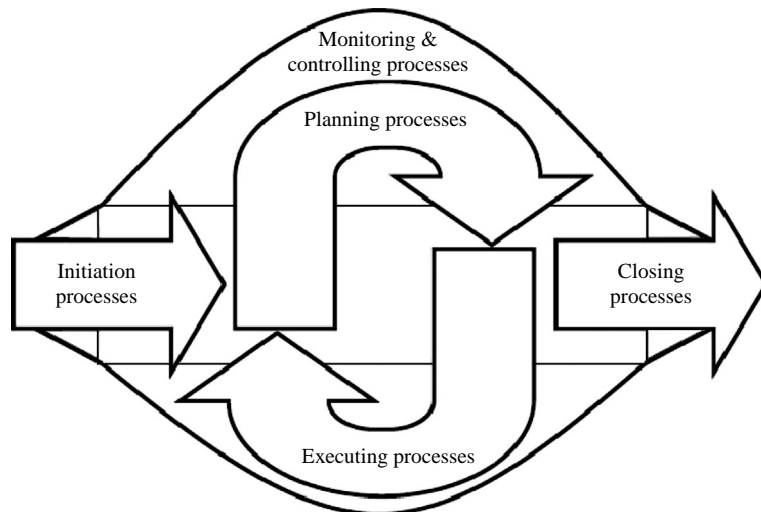 Monitoring &
controlling processes
Planning processes
Initiation
processes
Closing
processes
Executing processes